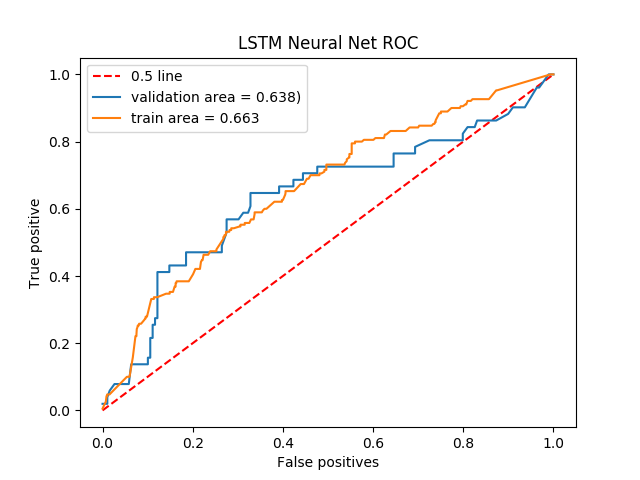 LSTM Neural Net ROC
0.5 line
validation area = 0.638)
train area = 0.663
True positive
1.0
0.8
0.6
0.4
0.2
0.0
0.0 0.2 0.4 0.6 0.8 1.0
False positives